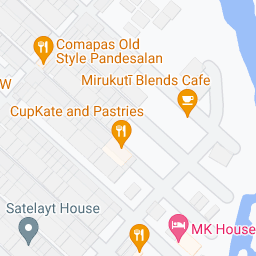 Comapas Old
Style Pandesalan
Mirukutī Blends Cafe
W
CupKate and Pastries
Satelayt House
MK House